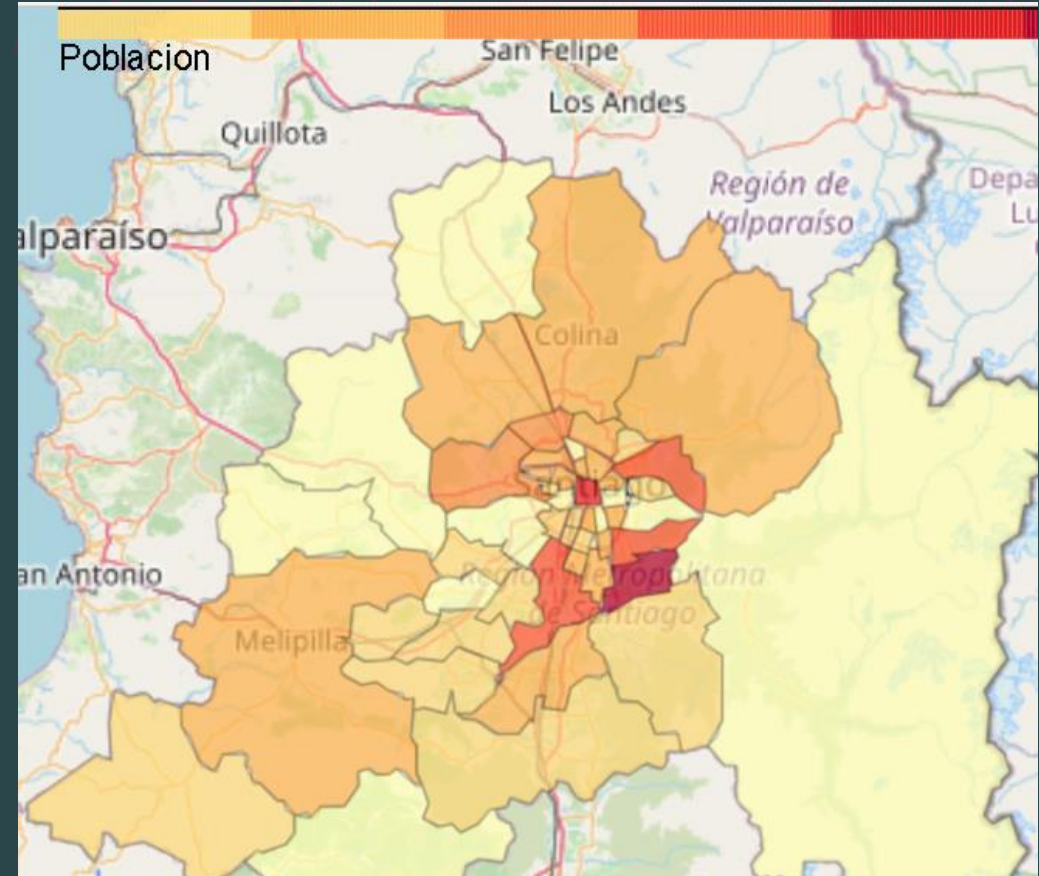 Poblacion
San Felipe
Los Andes
Quillota
Región de
Valparaíso
Depa
Lu
alparaíso
Colina
Santiago
an Antonio
Región Metropolitana
de Santiago
Melipilla